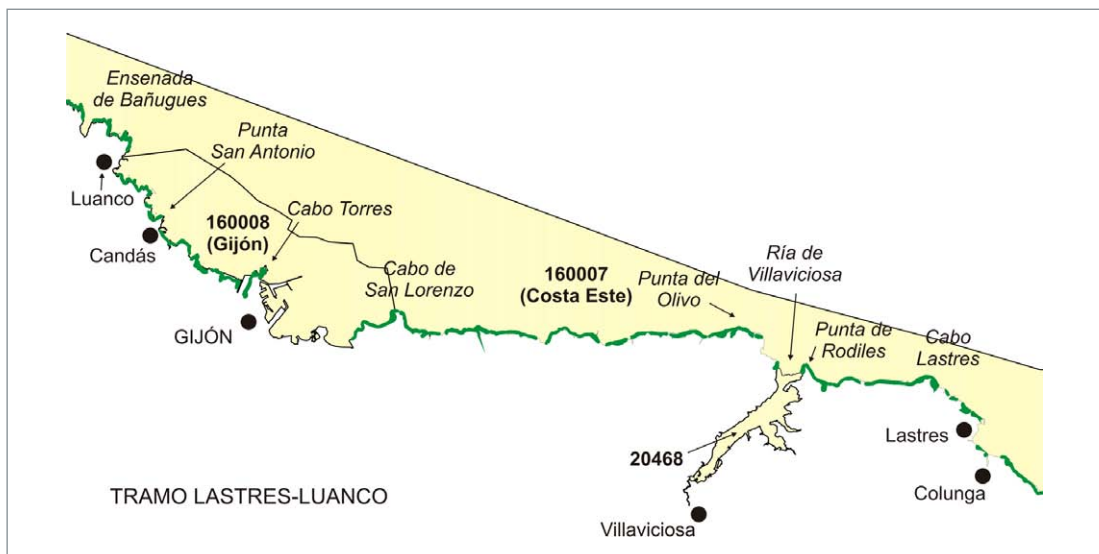 Ensenada
de Bañugues
Punta
San Antonio
Luanco
160008
(Gijón)
Cabo Torres
Candás
GIJÓN
Cabo de
San Lorenzo
160007
(Costa Este)
Punta del
Olivo
Ría de
Villaviciosa
Punta de
Rodiles
Cabo
Lastres
Lastres
20468
Colunga
Villaviciosa
TRAMO LASTRES-LUANCO